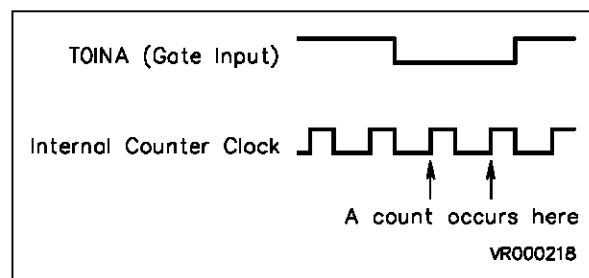 TOINA (Gate Input)
Internal Counter Clock
A count occurs here
VR000218